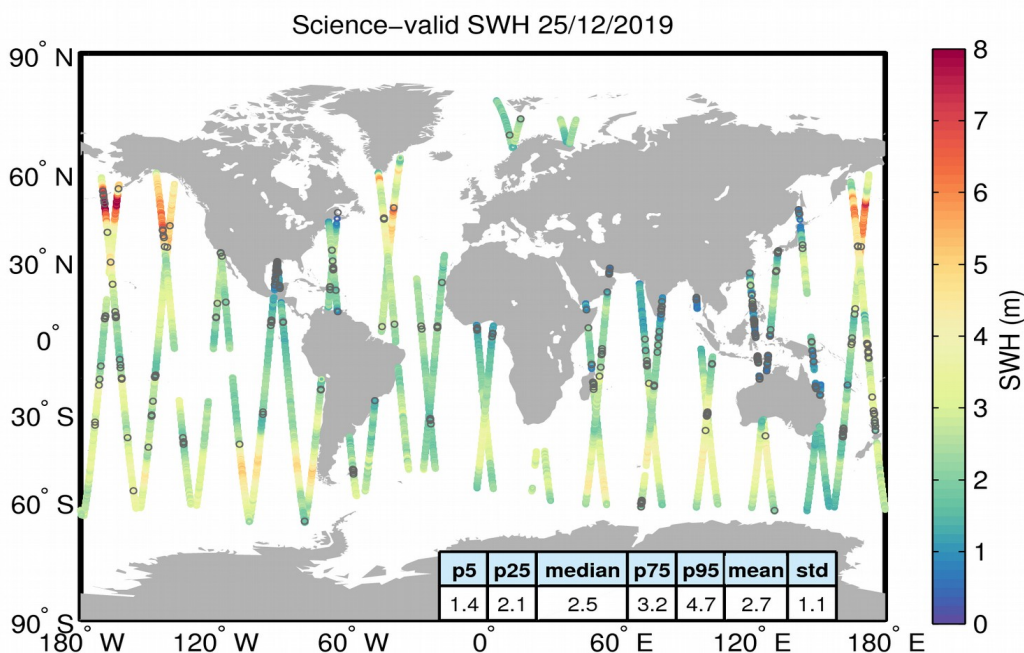 Science−valid SWH 25/12/2019
90° N
60° N
30° N
0°
30° S
60° S
90° S
180° W
120° W
60° W
0°
60° E
120° E
180° E
p5 p25 median p75 p95 mean std
1.4 2.1 2.5 3.2 4.7 2.7 1.1
8
7
6
5
4
3
2
1
0
SWH (m)